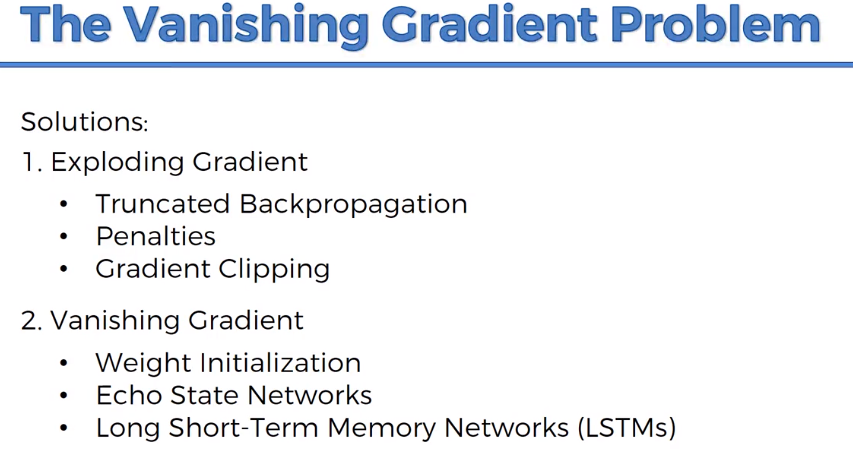 The Vanishing Gradient Problem
Solutions:
1. Exploding Gradient
• Truncated Backpropagation
• Penalties
• Gradient Clipping
2. Vanishing Gradient
• Weight Initialization
• Echo State Networks
• Long Short-Term Memory Networks (LSTMs)